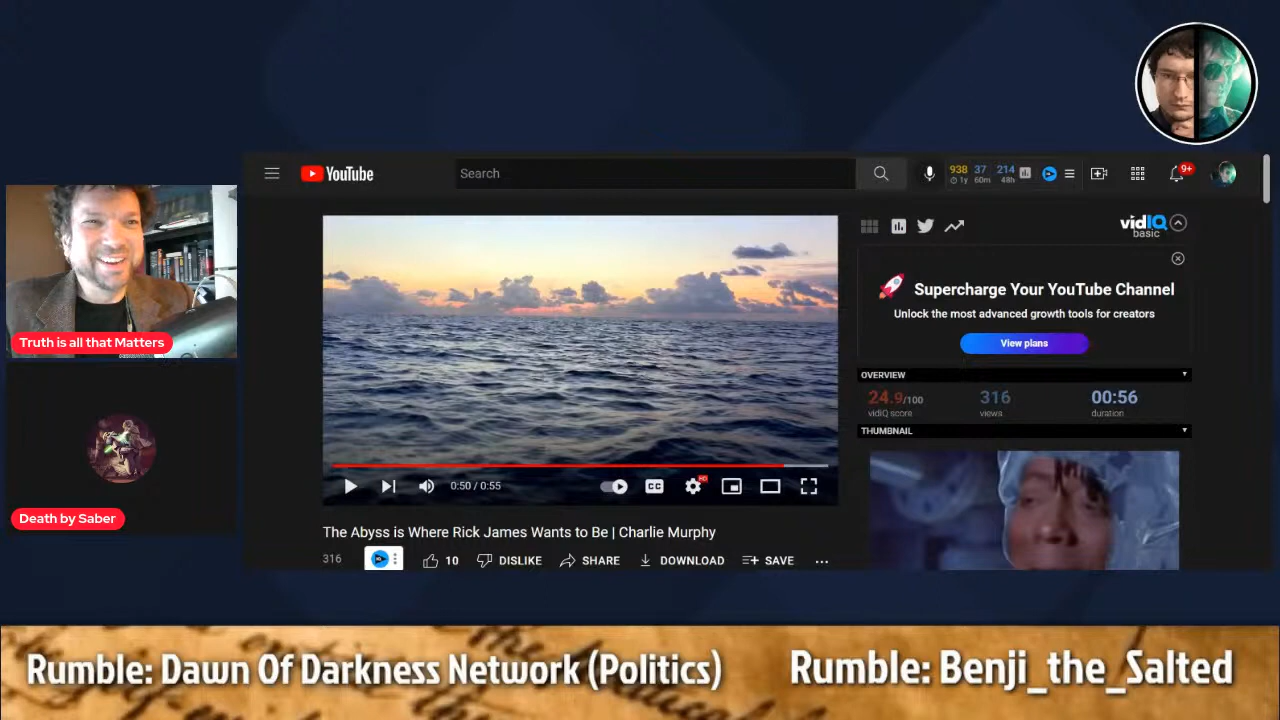 YouTube
Search
938 37 214
1y 60m 48h
9+
vidIQ
basic
Supercharge Your YouTube Channel
Unlock the most advanced growth tools for creators
View plans
OVERVIEW
24.9/100 316 00:56
vidIQ score views duration
THUMBNAIL
Truth is all that Matters
Death by Saber
0:50 / 0:55
CC
HD
The Abyss is Where Rick James Wants to Be | Charlie Murphy
316 10 DISLIKE SHARE DOWNLOAD SAVE
Rumble: Dawn Of Darkness Network (Politics) Rumble: Benji_the_Salted